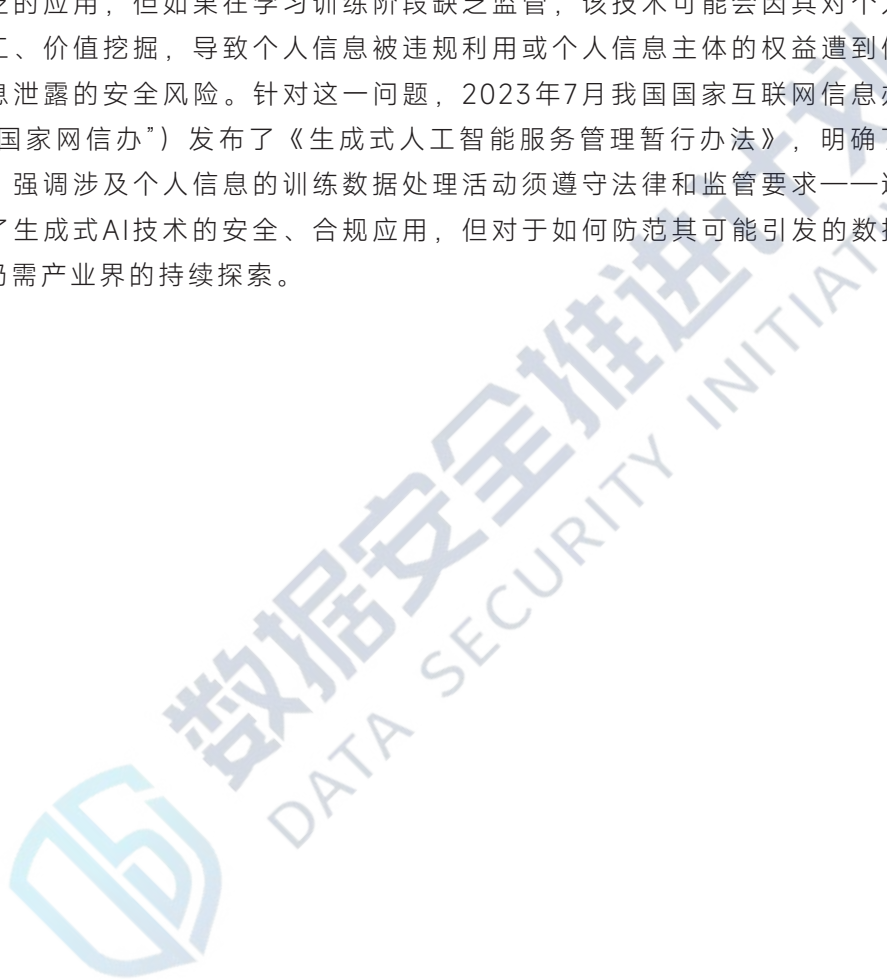 泛的应用，但如果在学习训练阶段缺乏监管，该技术可能会因其对个
工、价值挖掘，导致个人信息被违规利用或个人信息主体的权益遭到
息泄露的安全风险。针对这一问题，2023年7月我国国家互联网信息
国家网信办”）发布了《生成式人工智能服务管理暂行办法》，明确
，强调涉及个人信息的训练数据处理活动须遵守法律和监管要求——
了生成式AI技术的安全、合规应用，但对于如何防范其可能引发的数据
仍需产业界的持续探索。
数据安全推进计划
DATA SECURITY INITIATIV